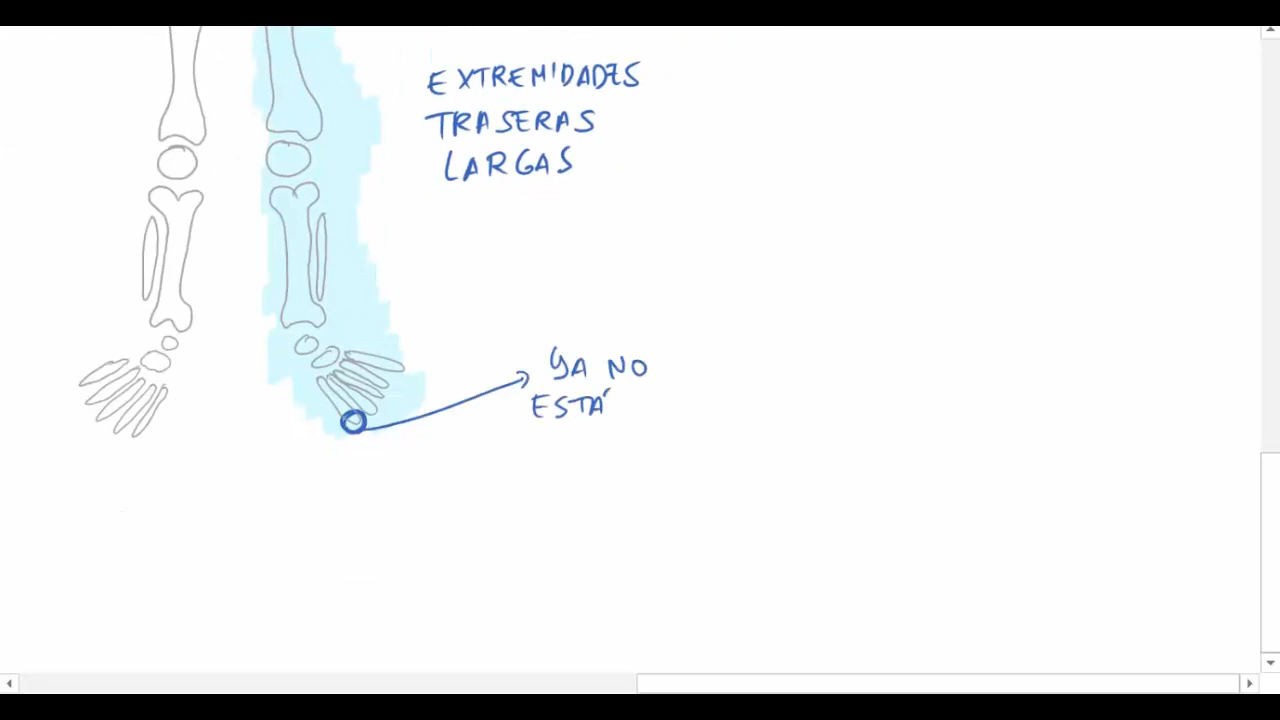 EXTREMIDADES
TRASERAS
LARGAS
YA NO
ESTÁ